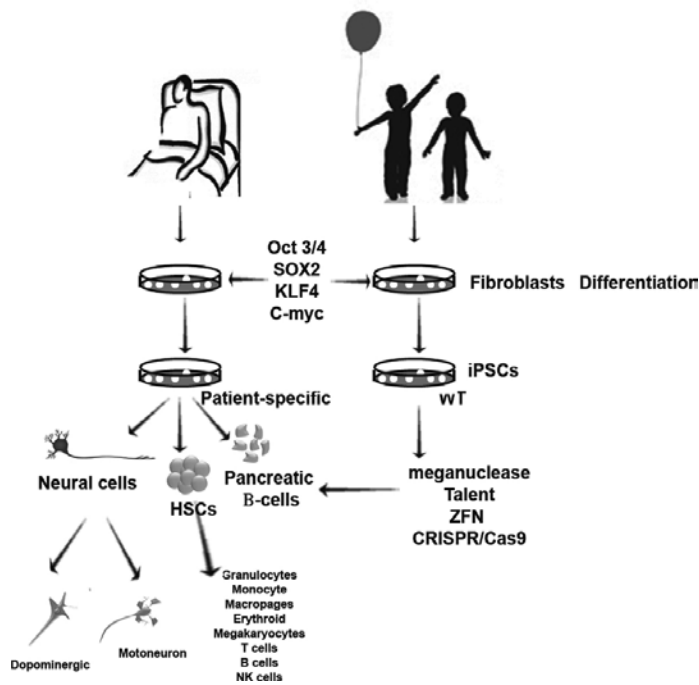 Oct 3/4
SOX2
KLF4
C-myc
Fibroblasts Differentiation
iPSCs
WT
Patient-specific
Neural cells
HSCs
Pancreatic
B-cells
meganuclease
Talent
ZFN
CRISPR/Cas9
Granulocytes
Monocyte
Macropages
Erythroid
Megakaryocytes
T cells
B cells
NK cells
Dopominergic
Motoneuron